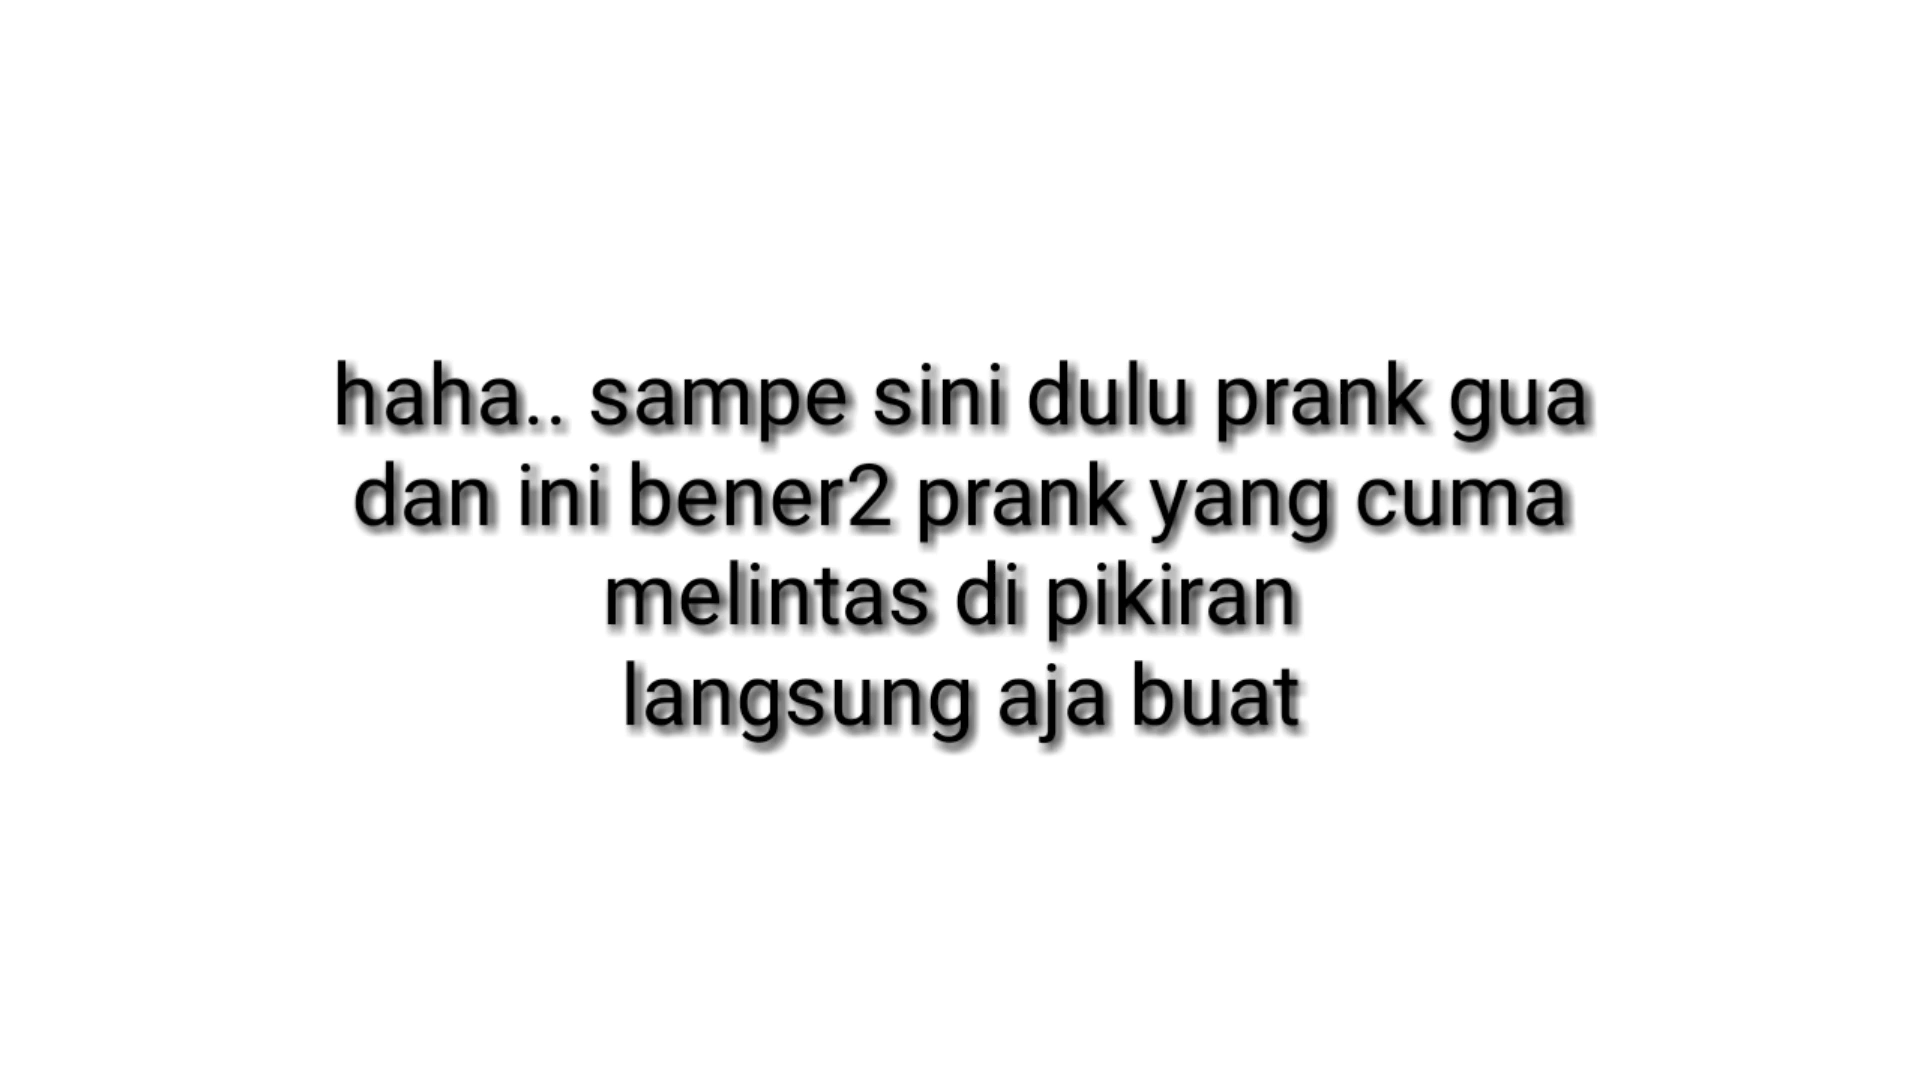 haha.. sampe sini dulu prank gua
dan ini bener2 prank yang cuma
melintas di pikiran
langsung aja buat